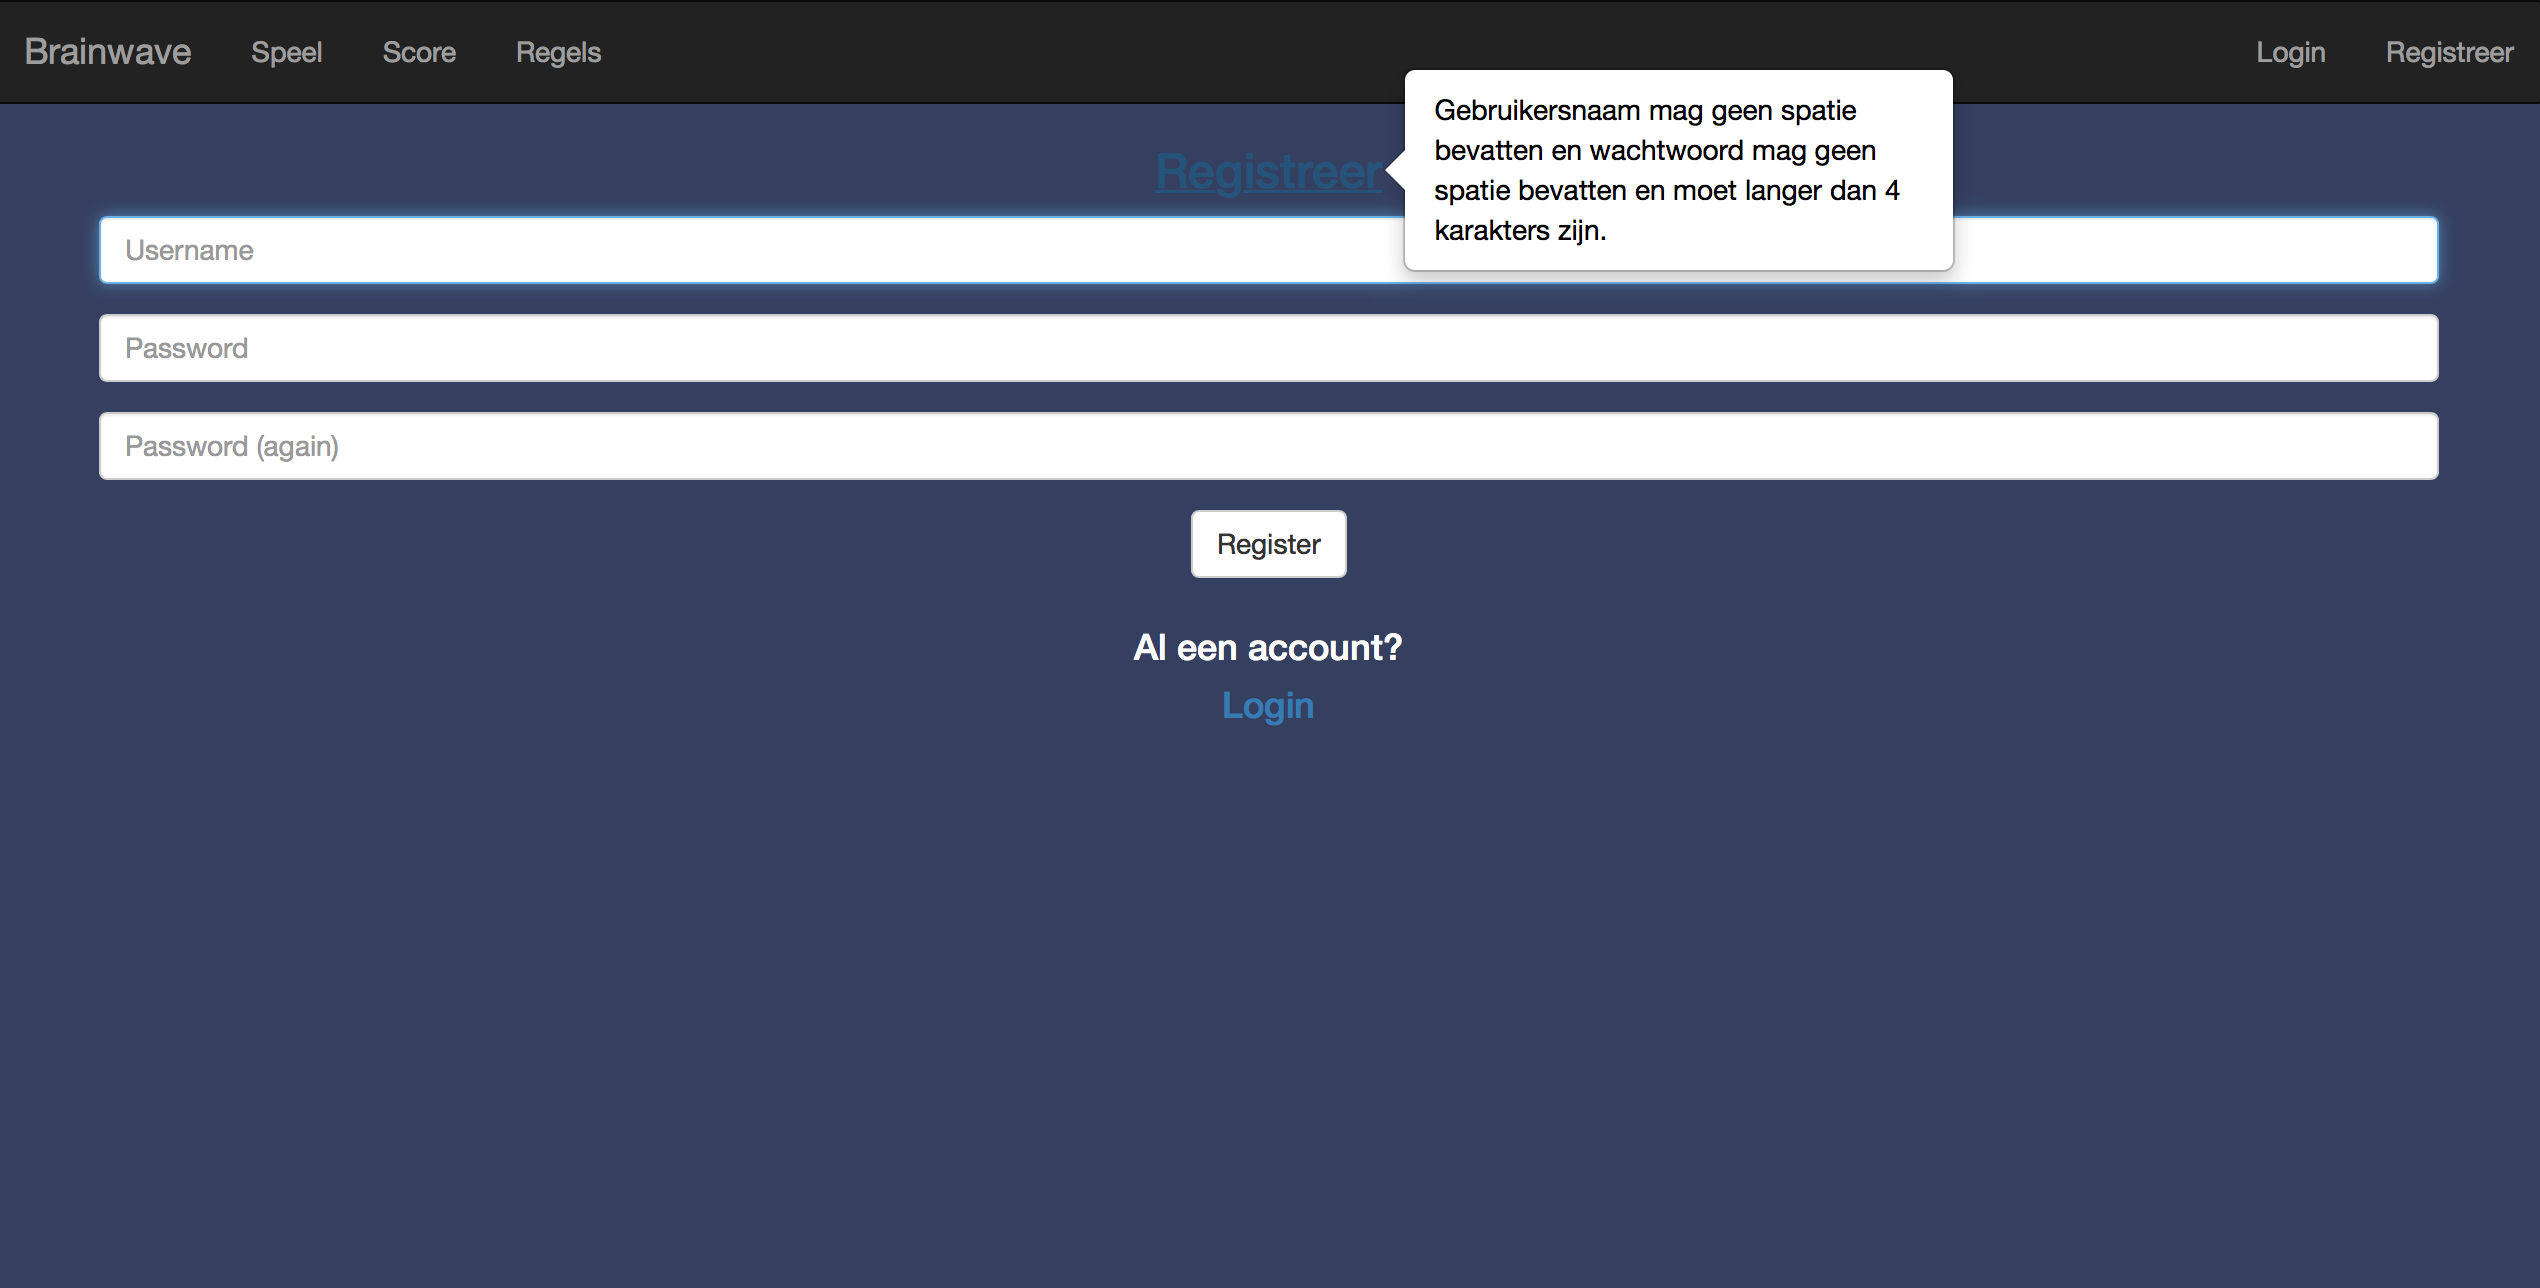 Brainwave Speel Score Regels Login Registreer
Registreer
Gebruikersnaam mag geen spatie
bevatten en wachtwoord mag geen
spatie bevatten en moet langer dan 4
karakters zijn.
Username
Password
Password (again)
Register
Al een account?
Login